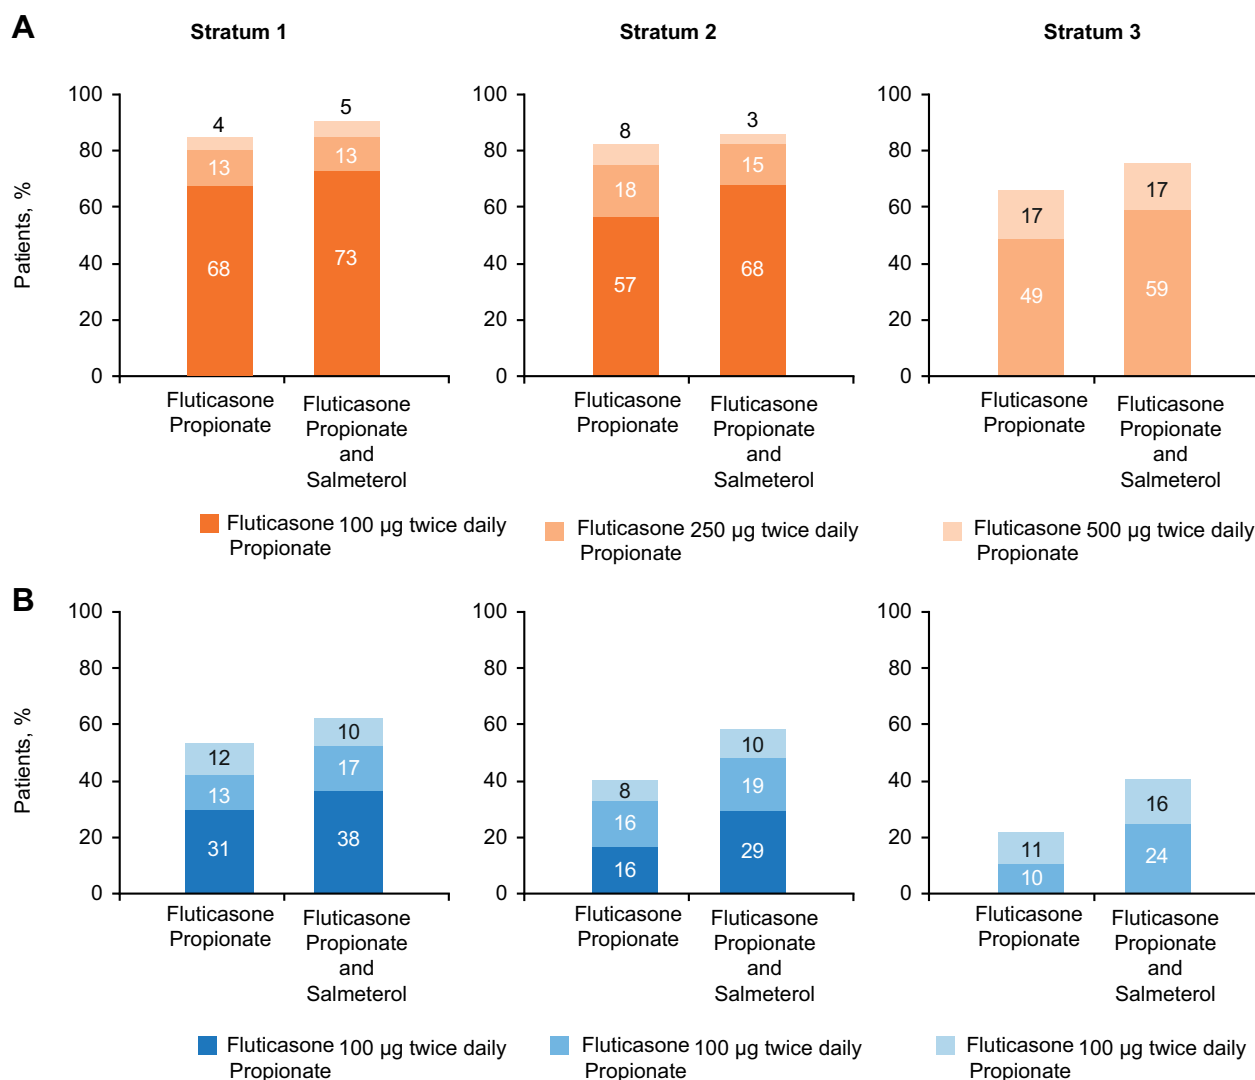 A
Stratum 1
Stratum 2
Stratum 3
Patients, %
100
80
60
40
20
0
4
13
68
5
13
73
Fluticasone
Propionate
Fluticasone
Propionate
and
Salmeterol
100
80
60
40
20
0
8
18
57
3
15
68
Fluticasone
Propionate
Fluticasone
Propionate
and
Salmeterol
100
80
60
40
20
0
17
49
17
59
Fluticasone
Propionate
Fluticasone
Propionate
and
Salmeterol
Fluticasone 100 µg twice daily
Propionate
Fluticasone 250 µg twice daily
Propionate
Fluticasone 500 µg twice daily
Propionate
B
Patients, %
100
80
60
40
20
0
12
13
31
10
17
38
Fluticasone
Propionate
Fluticasone
Propionate
and
Salmeterol
100
80
60
40
20
0
8
16
16
10
19
29
Fluticasone
Propionate
Fluticasone
Propionate
and
Salmeterol
100
80
60
40
20
0
11
10
16
24
Fluticasone
Propionate
Fluticasone
Propionate
and
Salmeterol
Fluticasone 100 µg twice daily
Propionate
Fluticasone 100 µg twice daily
Propionate
Fluticasone 100 µg twice daily
Propionate